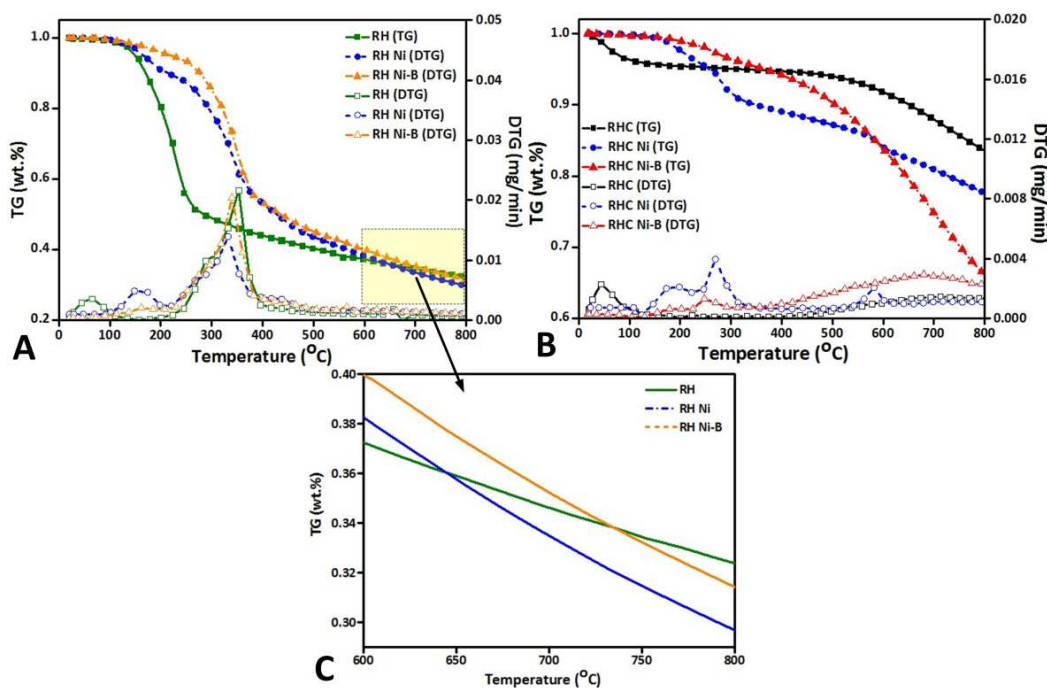 RH (TG)
RH Ni (DTG)
RH Ni-B (DTG)
RH (DTG)
RH Ni (DTG)
RH Ni-B (DTG)
1.0
0.8
0.6
0.4
0.2
TG (wt.%)
0.05
0.04
0.03
0.02
0.01
0.00
DTG (mg/min)
0 100 200 300 400 500 600 700 800
Temperature (°C)
A
1.0
0.9
0.8
0.7
0.6
TG (wt.%)
RHC (TG)
RHC Ni (TG)
RHC Ni-B (TG)
RHC (DTG)
RHC Ni (DTG)
RHC Ni-B (DTG)
0.020
0.016
0.012
0.008
0.004
0.000
DTG (mg/min)
0 100 200 300 400 500 600 700 800
Temperature (°C)
B
0.40
0.38
0.36
0.34
0.32
0.30
TG (wt.%)
RH
RH Ni
RH Ni-B
600 650 700 750 800
Temperature (°C)
C